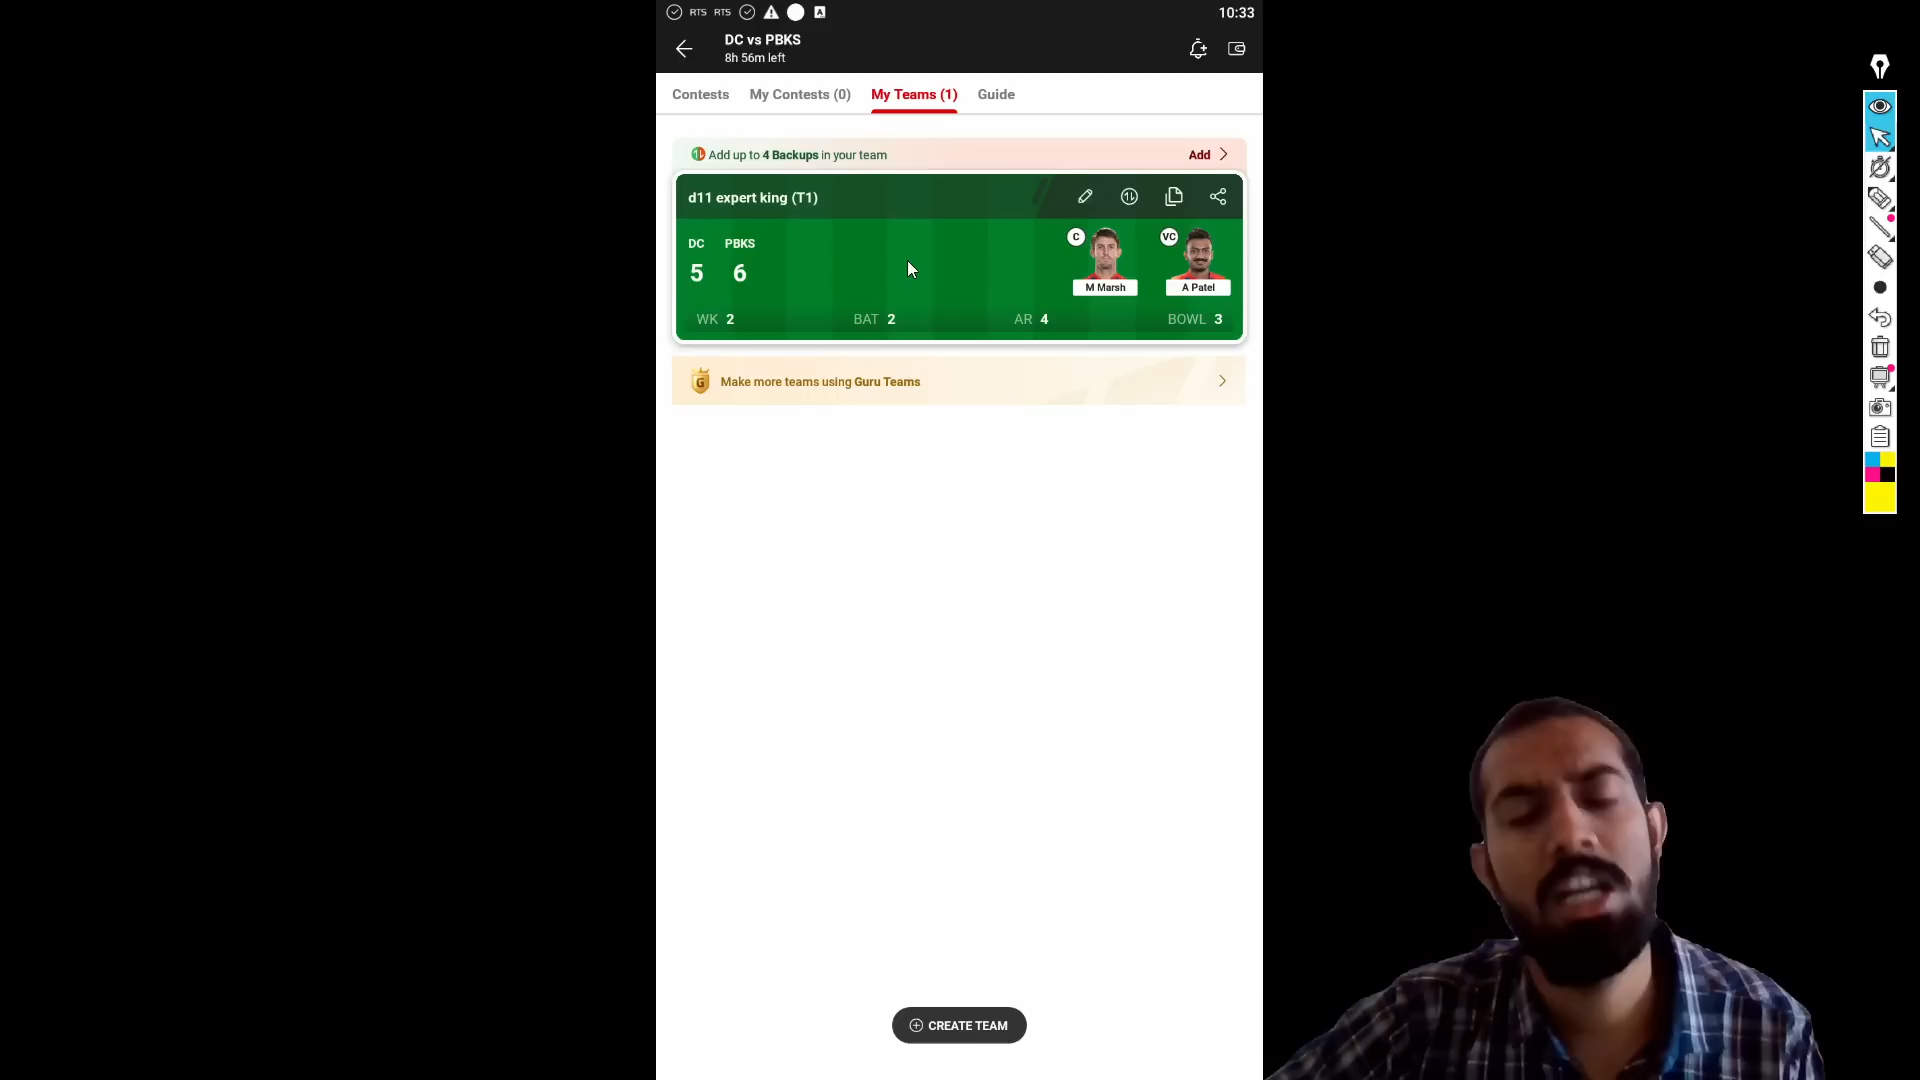 RTS RTS A 10:33
DC vs PBKS
8h 56m left
Contests My Contests (0) My Teams (1) Guide
Add up to 4 Backups in your team Add
d11 expert king (T1)
DC PBKS
5 6
C VC
M Marsh A Patel
WK 2 BAT 2 AR 4 BOWL 3
G Make more teams using Guru Teams
CREATE TEAM